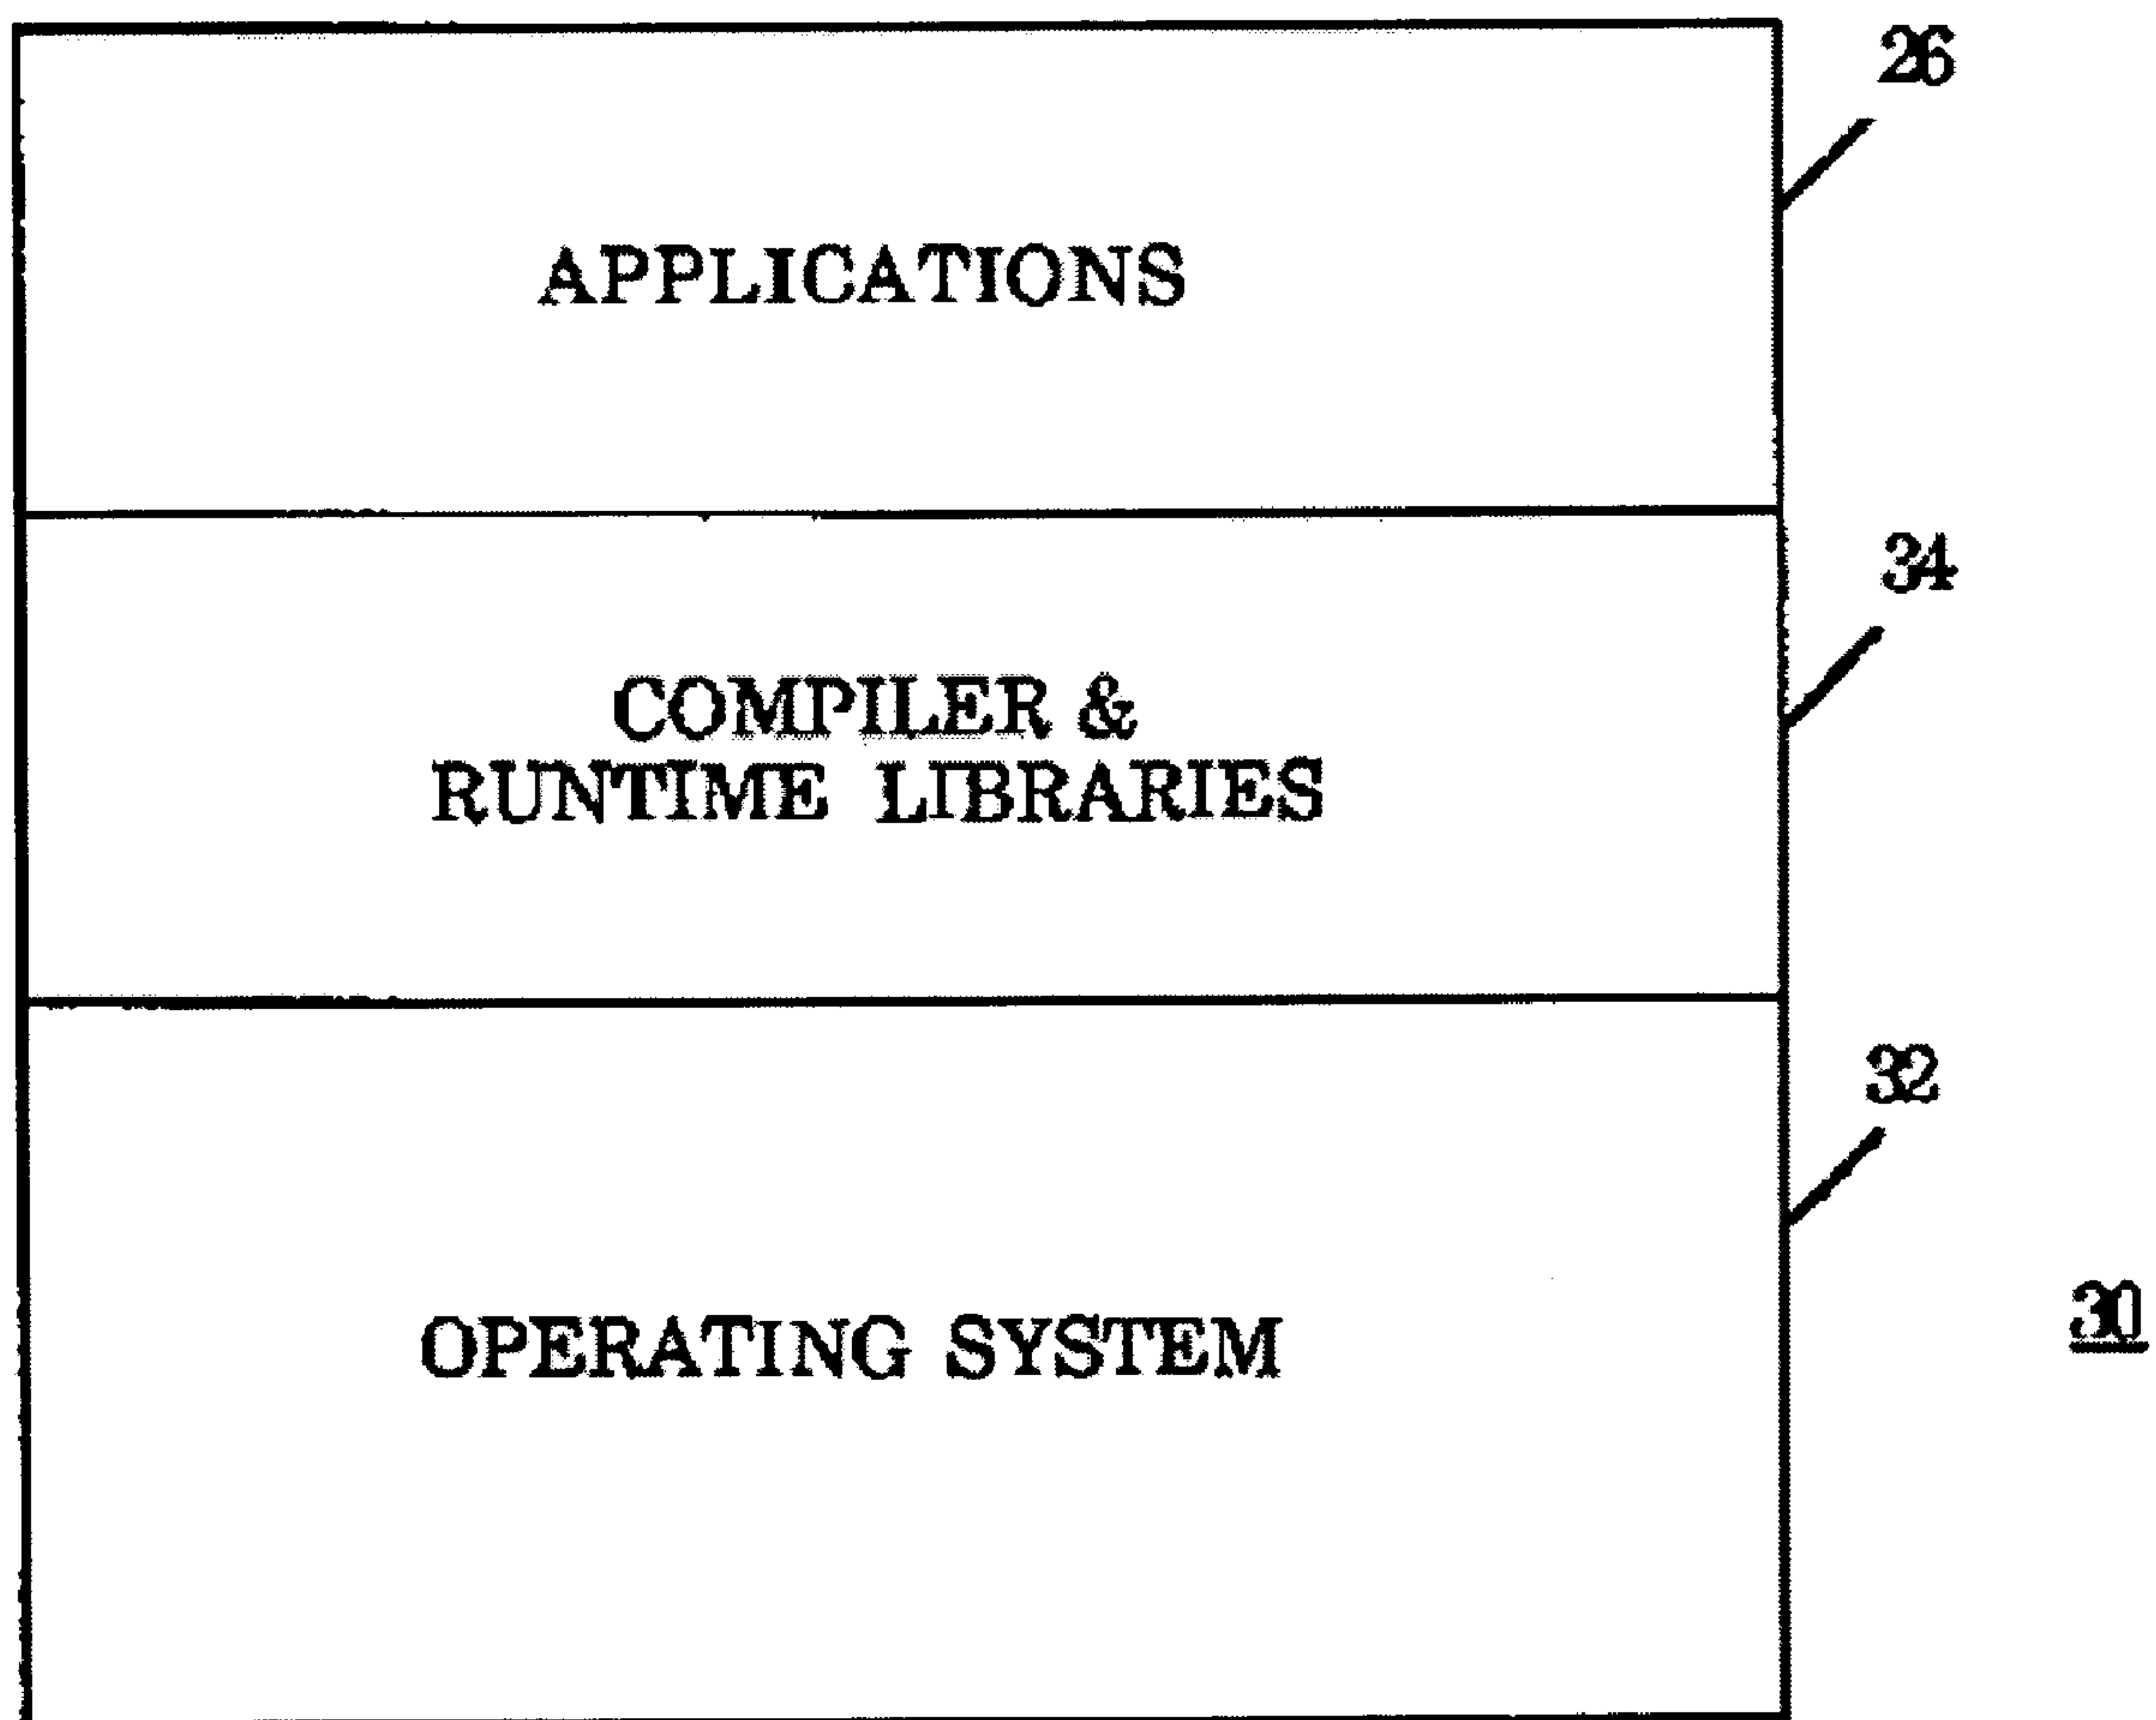 26
APPLICATIONS
34
COMPILER &
RUNTIME LIBRARIES
32
OPERATING SYSTEM
30